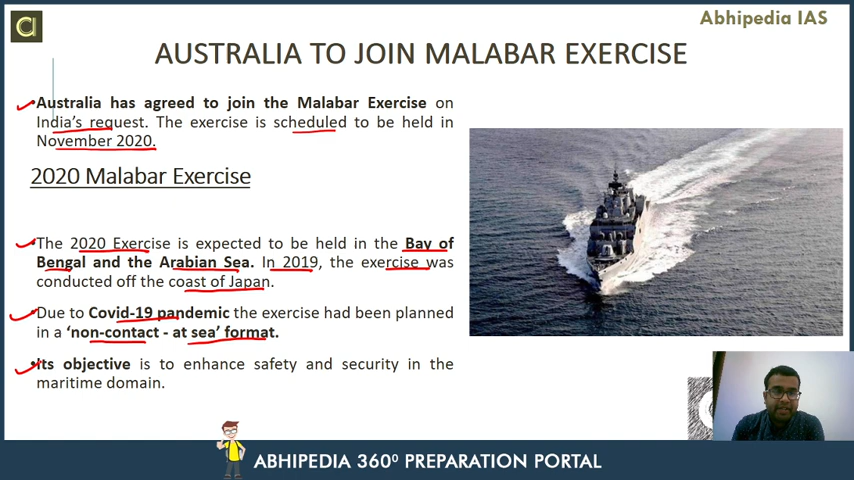 Abhipedia IAS
AUSTRALIA TO JOIN MALABAR EXERCISE
•Australia has agreed to join the Malabar Exercise on
India’s request. The exercise is scheduled to be held in
November 2020.
2020 Malabar Exercise
•The 2020 Exercise is expected to be held in the Bay of
Bengal and the Arabian Sea. In 2019, the exercise was
conducted off the coast of Japan.
•Due to Covid-19 pandemic the exercise had been planned
in a ‘non-contact - at sea’ format.
•Its objective is to enhance safety and security in the
maritime domain.
ABHIPEDIA 360⁰ PREPARATION PORTAL